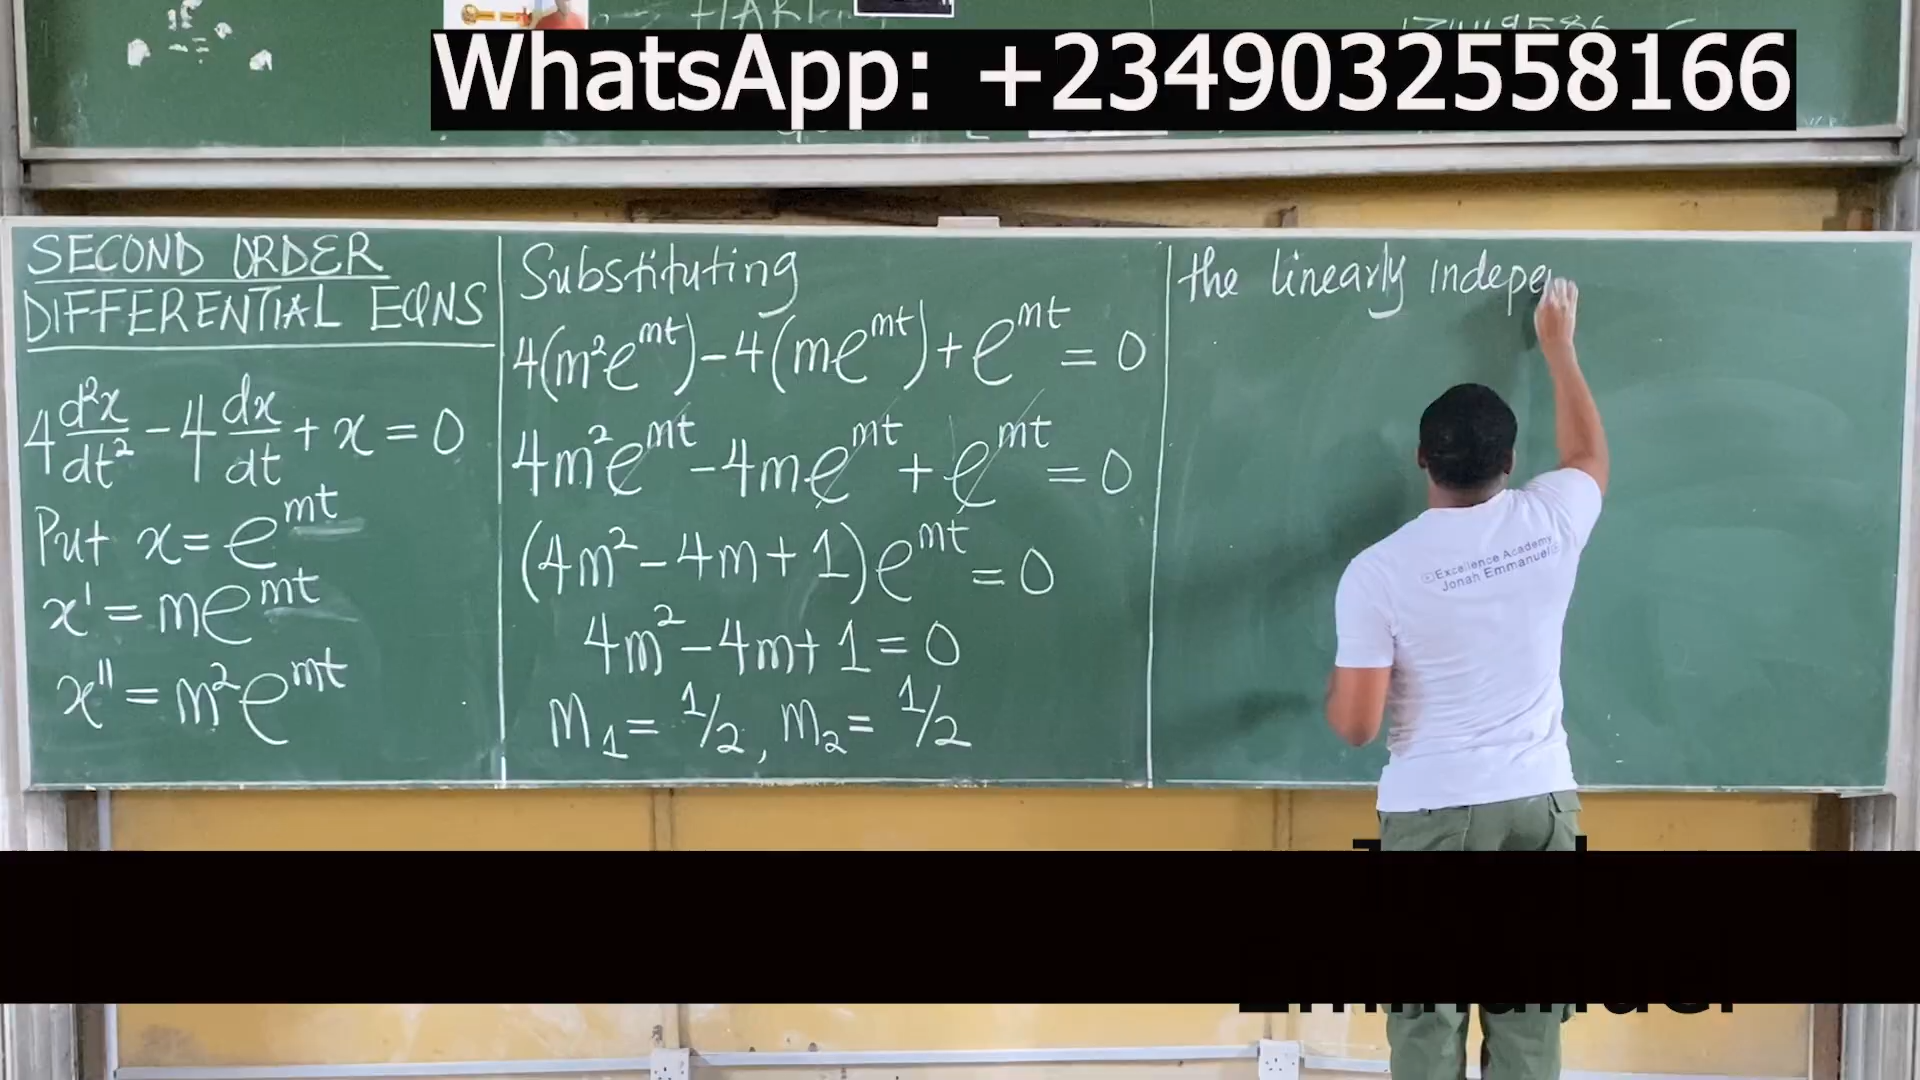 WhatsApp: +2349032558166
SECOND ORDER
DIFFERENTIAL EQNS
4 d²x/dt² - 4 dx/dt + x = 0
Put x = e^mt
x' = me^mt
x'' = m²e^mt
Substituting
4(m²e^mt) - 4(me^mt) + e^mt = 0
4m²e^mt - 4me^mt + e^mt = 0
(4m² - 4m + 1)e^mt = 0
4m² - 4m + 1 = 0
m₁ = 1/2, m₂ = 1/2
the linearly indepe
Excellence Academy
Jonah Emmanuel
Emmanuel